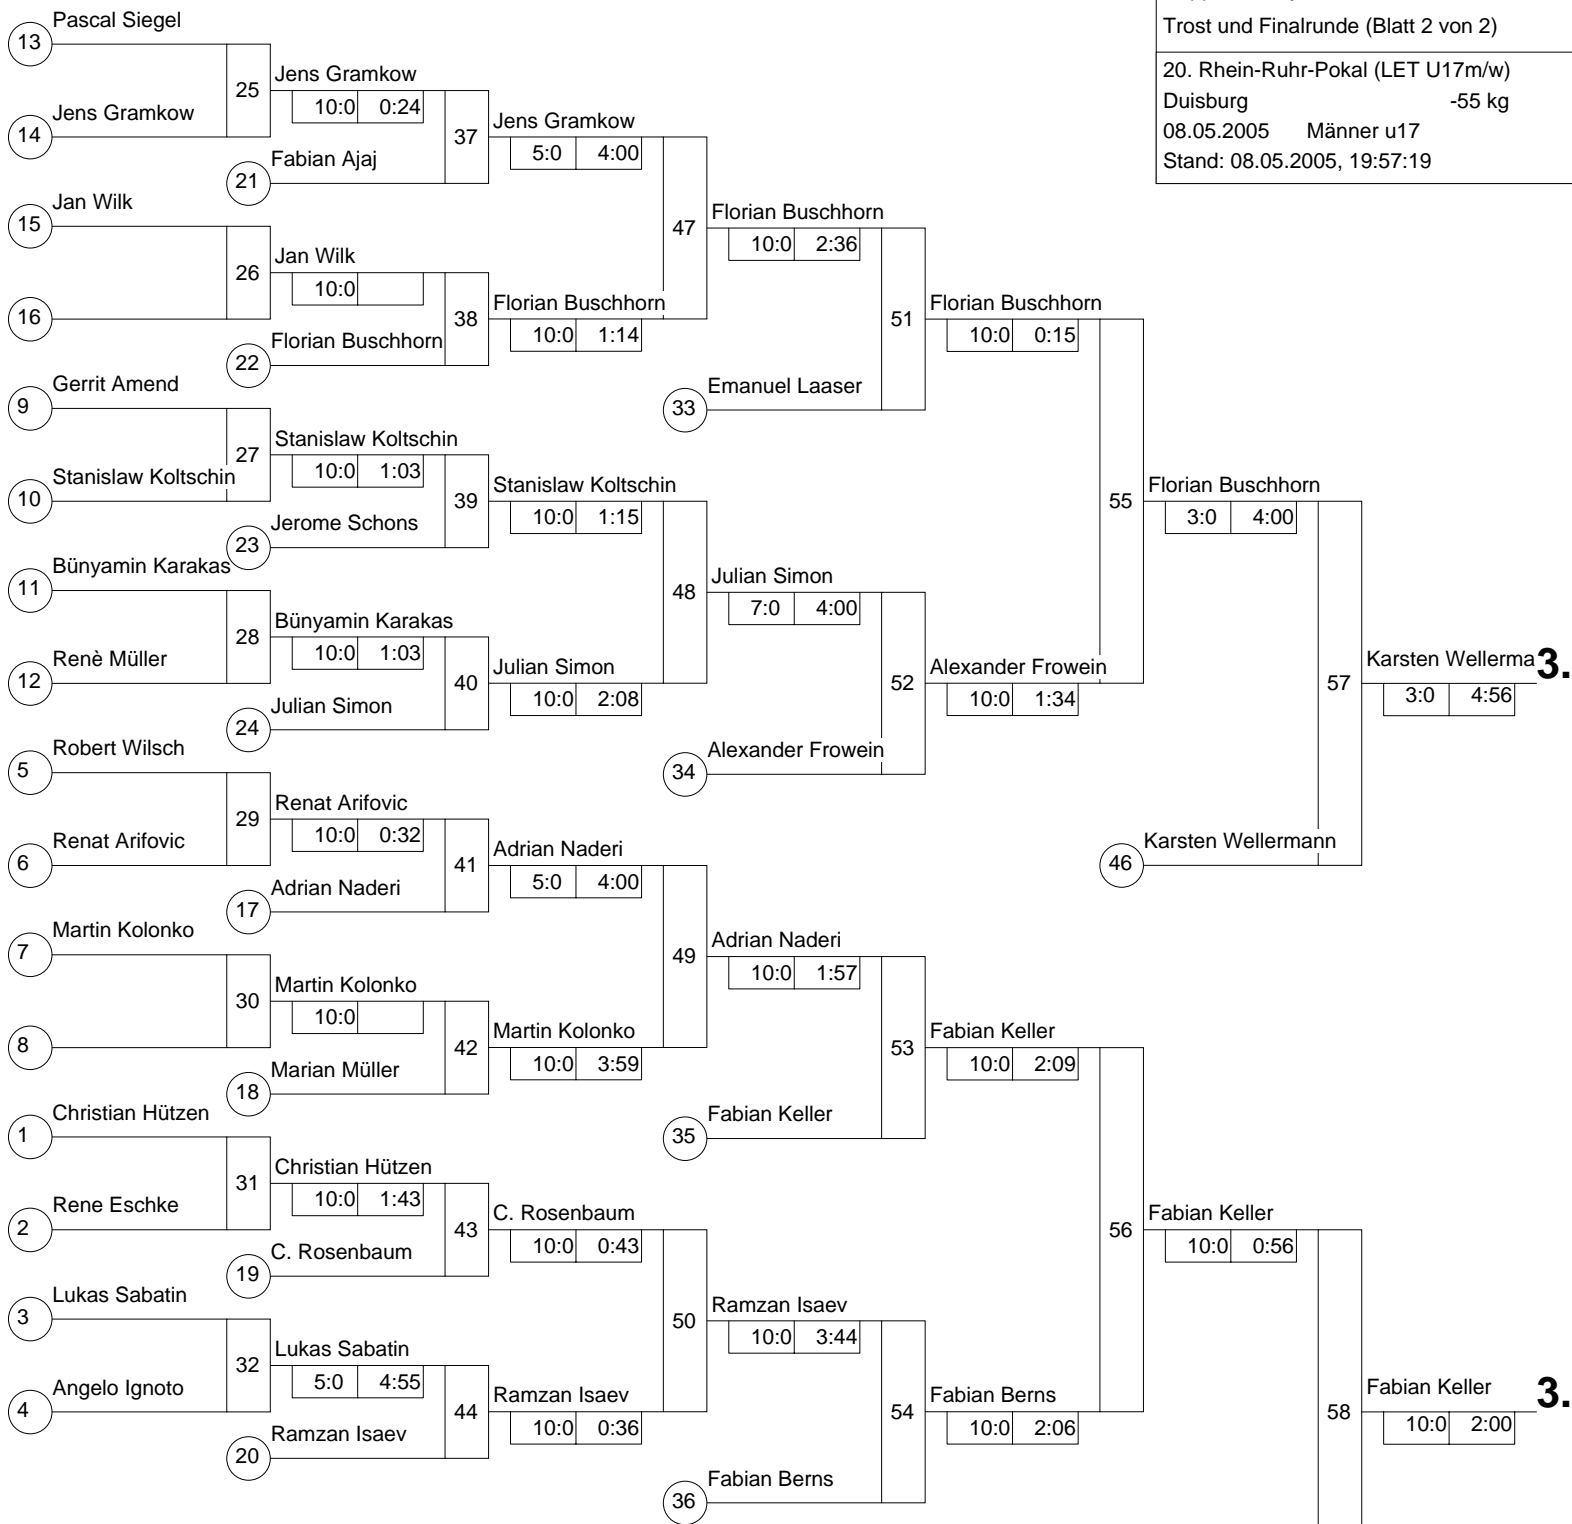 Trost und Finalrunde (Blatt 2 von 2)
20. Rhein-Ruhr-Pokal (LET U17m/w)
Duisburg -55 kg
08.05.2005 Männer u17
Stand: 08.05.2005, 19:57:19
13 Pascal Siegel
14 Jens Gramkow
15 Jan Wilk
16
9 Gerrit Amend
10 Stanislaw Koltschin
11 Bünyamin Karakas
12 Renè Müller
5 Robert Wilsch
6 Renat Arifovic
7 Martin Kolonko
8
1 Christian Hützen
2 Rene Eschke
3 Lukas Sabatin
4 Angelo Ignoto
25 Jens Gramkow
10:0 0:24
21 Fabian Ajaj
26 Jan Wilk
10:0
22 Florian Buschhorn
27 Stanislaw Koltschin
10:0 1:03
23 Jerome Schons
28 Bünyamin Karakas
10:0 1:03
24 Julian Simon
29 Renat Arifovic
10:0 0:32
17 Adrian Naderi
30 Martin Kolonko
10:0
18 Marian Müller
31 Christian Hützen
10:0 1:43
19 C. Rosenbaum
32 Lukas Sabatin
5:0 4:55
20 Ramzan Isaev
37 Jens Gramkow
5:0 4:00
38 Florian Buschhorn
10:0 1:14
39 Stanislaw Koltschin
10:0 1:15
40 Julian Simon
10:0 2:08
41 Adrian Naderi
5:0 4:00
42 Martin Kolonko
10:0 3:59
43 C. Rosenbaum
10:0 0:43
44 Ramzan Isaev
10:0 0:36
47 Florian Buschhorn
10:0 2:36
33 Emanuel Laaser
48 Julian Simon
7:0 4:00
34 Alexander Frowein
49 Adrian Naderi
10:0 1:57
35 Fabian Keller
50 Ramzan Isaev
10:0 3:44
36 Fabian Berns
51 Florian Buschhorn
10:0 0:15
52 Alexander Frowein
10:0 1:34
53 Fabian Keller
10:0 2:09
54 Fabian Berns
10:0 2:06
55 Florian Buschhorn
3:0 4:00
46 Karsten Wellermann
56 Fabian Keller
10:0 0:56
57 Karsten Wellerma 3.
3:0 4:56
58 Fabian Keller 3.
10:0 2:00